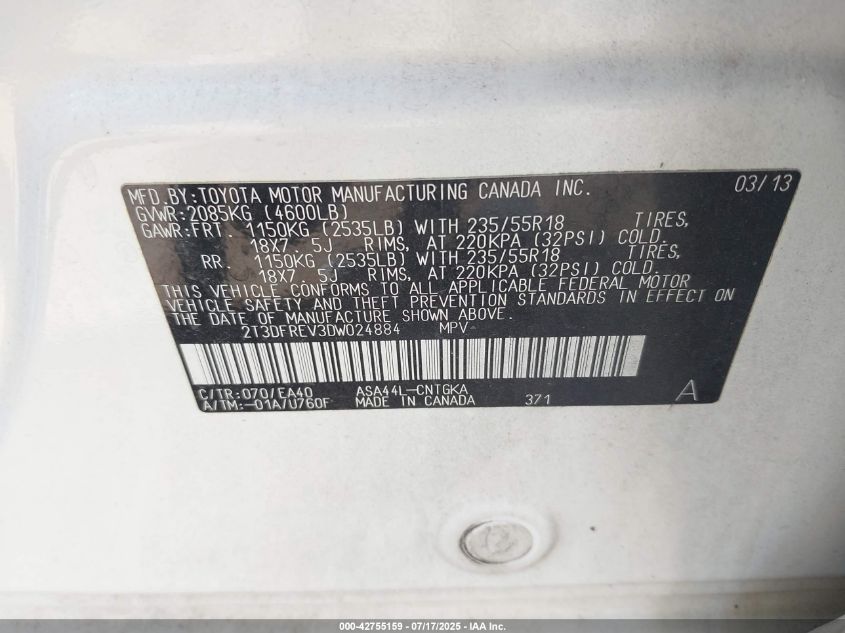 MFD.BY:TOYOTA MOTOR MANUFACTURING CANADA INC. 03/13
GVWR:2085KG (4600LB)
GAWR:FRT. 1150KG (2535LB) WITH 235/55R18 TIRES,
18X7. 5J RIMS, AT 220KPA (32PSI) COLD.
RR. 1150KG (2535LB) WITH 235/55R18 TIRES,
18X7. 5J RIMS, AT 220KPA (32PSI) COLD.
THIS VEHICLE CONFORMS TO ALL APPLICABLE FEDERAL MOTOR
VEHICLE SAFETY AND THEFT PREVENTION STANDARDS IN EFFECT ON
THE DATE OF MANUFACTURE SHOWN ABOVE.
2T3DFREV3DW024884 MPV
C/TR:070/EA40 ASA44L-CNTGKA
A/TM:-01A/U760F MADE IN CANADA 371 A
000-42755159 - 07/17/2025 - IAA Inc.